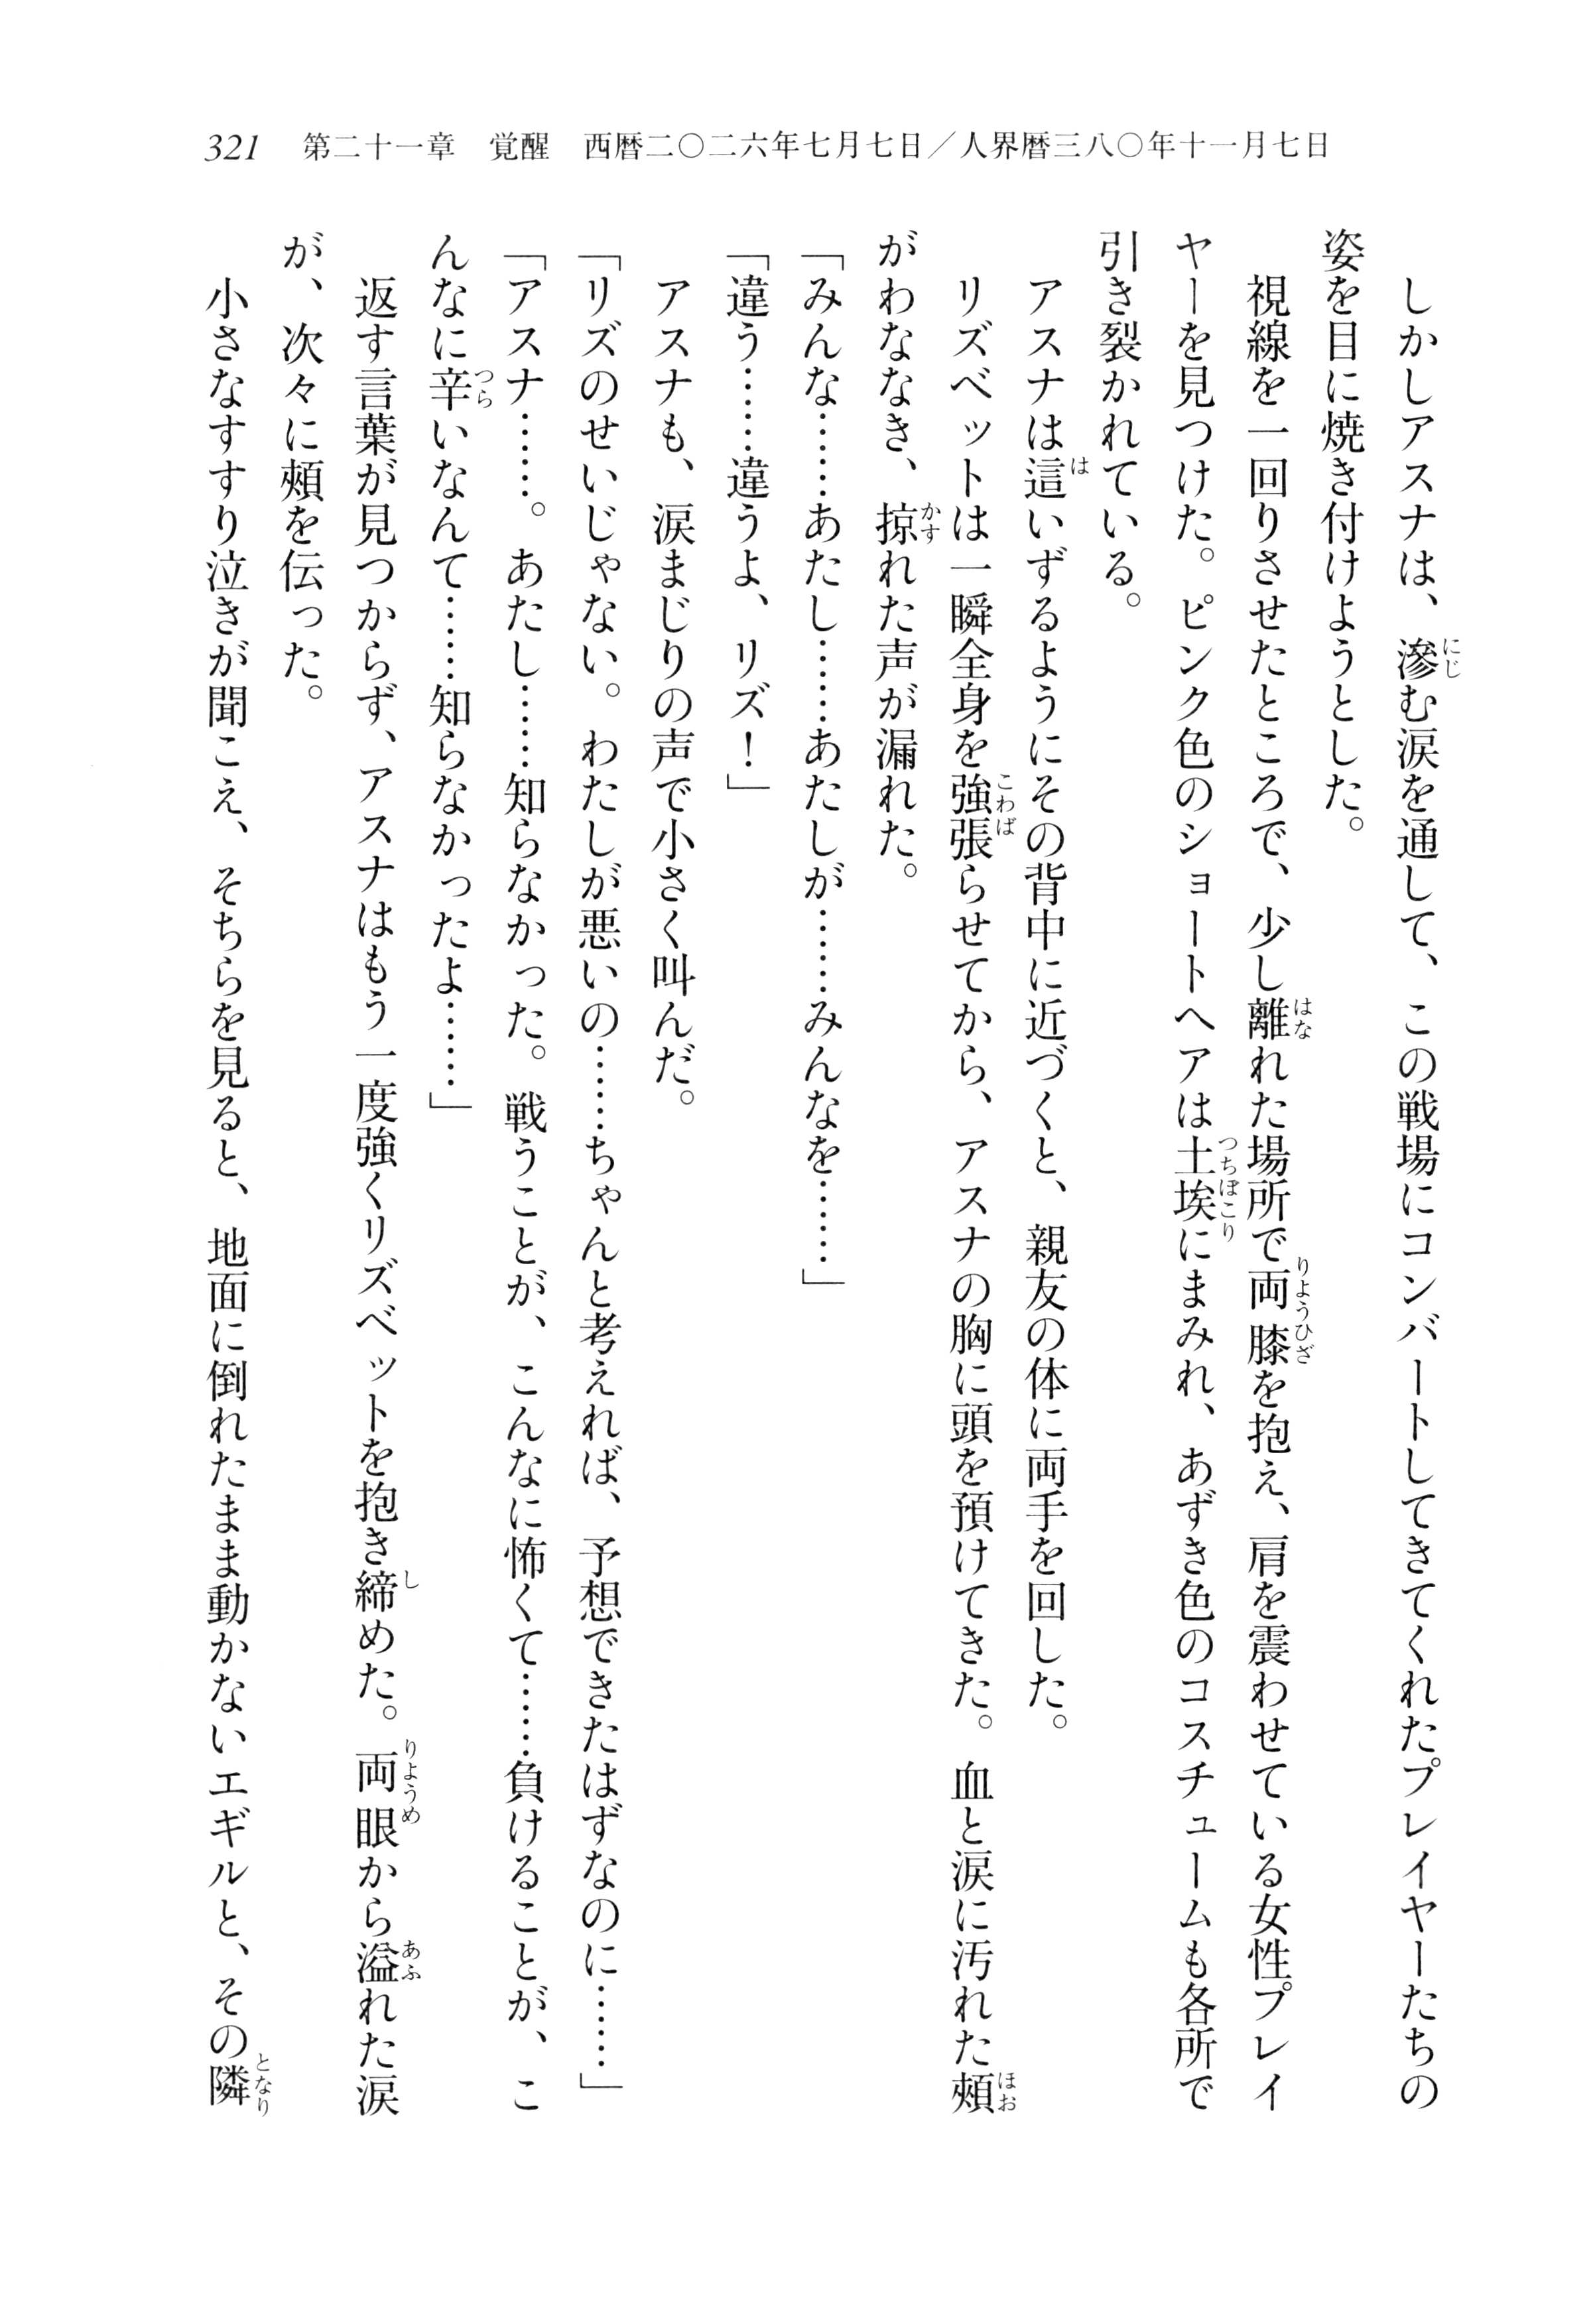 321　第二十一章　覚醒　西暦二〇二六年七月七日／人界暦三八〇年十一月七日
　しかしアスナは、滲む涙を通して、この戦場にコンバートしてきてくれたプレイヤーたちの
姿を目に焼き付けようとした。
　視線を一回りさせたところで、少し離れた場所で両膝を抱え、肩を震わせている女性プレイ
ヤーを見つけた。ピンク色のショートヘアは土埃にまみれ、あずき色のコスチュームも各所で
引き裂かれている。
　アスナは這いずるようにその背中に近づくと、親友の体に両手を回した。
　リズベットは一瞬全身を強張らせてから、アスナの胸に頭を預けてきた。血と涙に汚れた頰
がわななき、掠れた声が漏れた。
「みんな……あたし……あたしが……みんなを……」
「違う……違うよ、リズ！」
　アスナも、涙まじりの声で小さく叫んだ。
「リズのせいじゃない。わたしが悪いの……ちゃんと考えれば、予想できたはずなのに……」
「アスナ……。あたし……知らなかった。戦うことが、こんなに怖くて……負けることが、こ
んなに辛いなんて……知らなかったよ……」
　返す言葉が見つからず、アスナはもう一度強くリズベットを抱き締めた。両眼から溢れた涙
が、次々に頰を伝った。
　小さなすすり泣きが聞こえ、そちらを見ると、地面に倒れたまま動かないエギルと、その隣